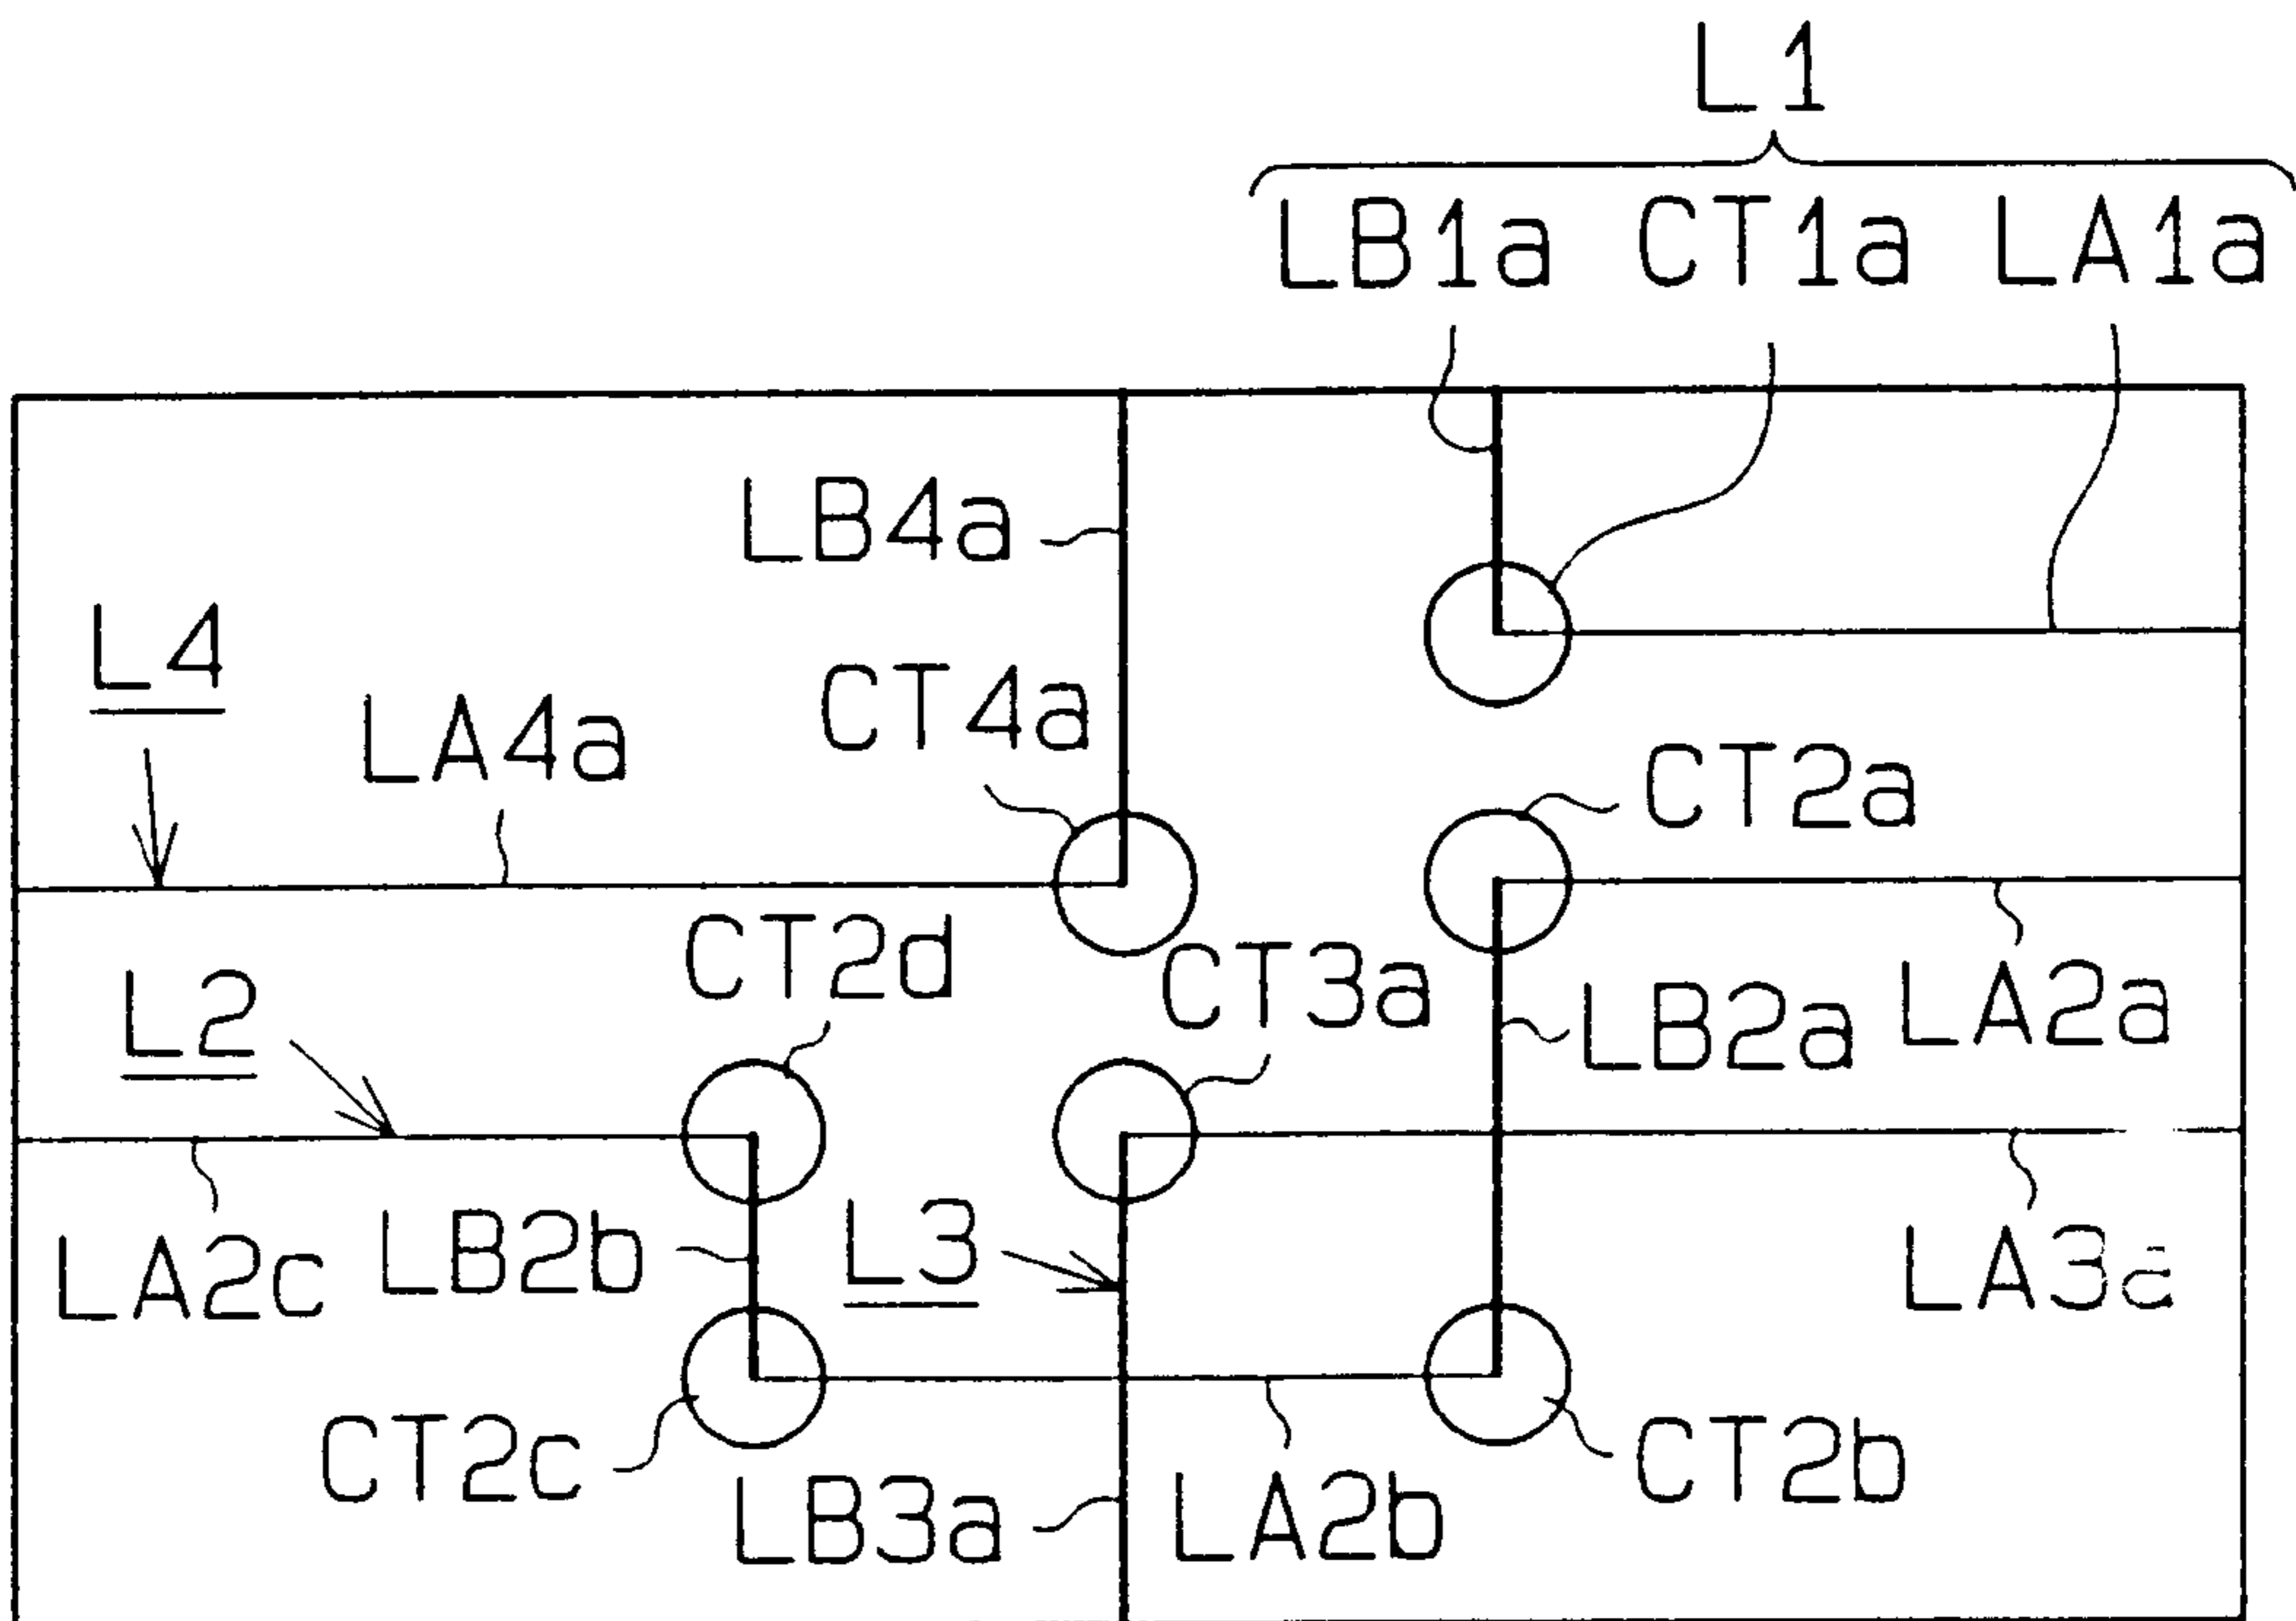 L1
LB1a CT1a LA1a
LB4a
L4
CT4a
LA4a
CT2a
CT2d
CT3a
L2
LB2a
LA2a
LB2b
L3
LA2c
LA3a
CT2c
CT2b
LB3a
LA2b